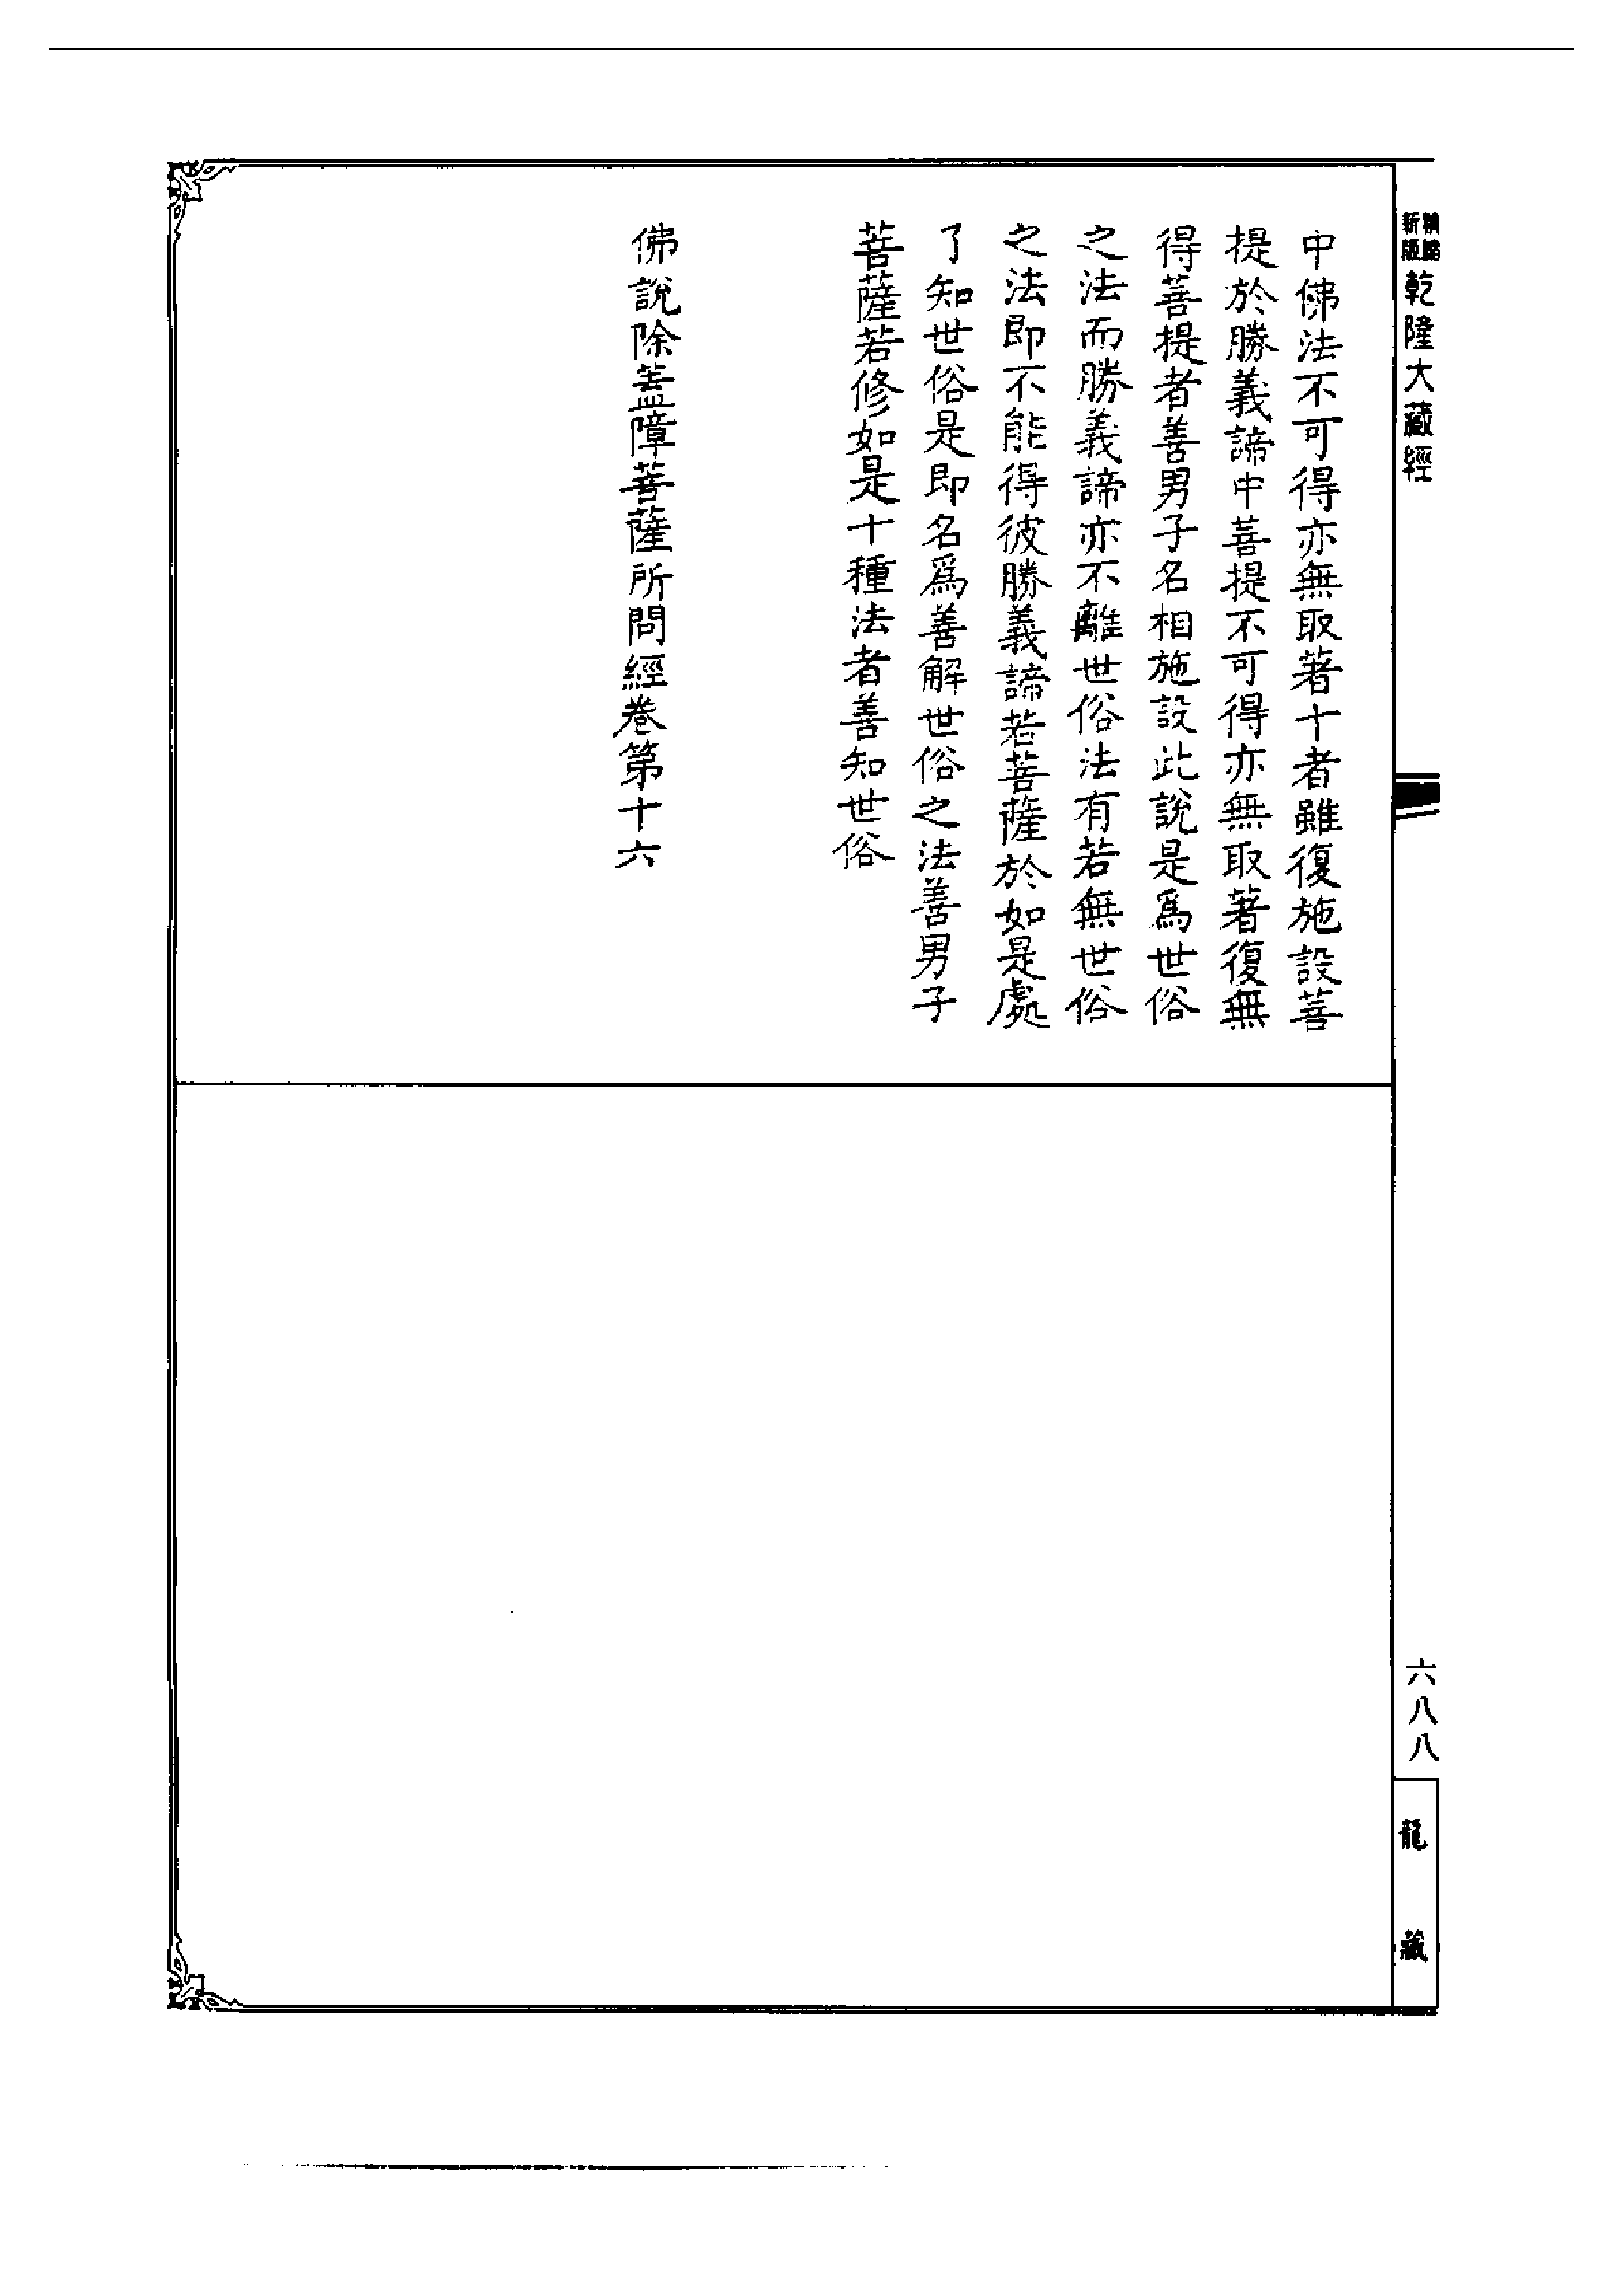 新編
新版
乾隆大藏經
中佛法不可得亦無取著十者雖復施設菩
提於勝義諦中菩提不可得亦無取著復無
得菩提者善男子名相施設此說是為世俗
之法而勝義諦亦不離世俗法有若無世俗
之法即不能得彼勝義諦若菩薩於如是處
了知世俗是即名為善解世俗之法善男子
菩薩若修如是十種法者善知世俗
佛說除蓋障菩薩所問經卷第十六
六八八
龍藏